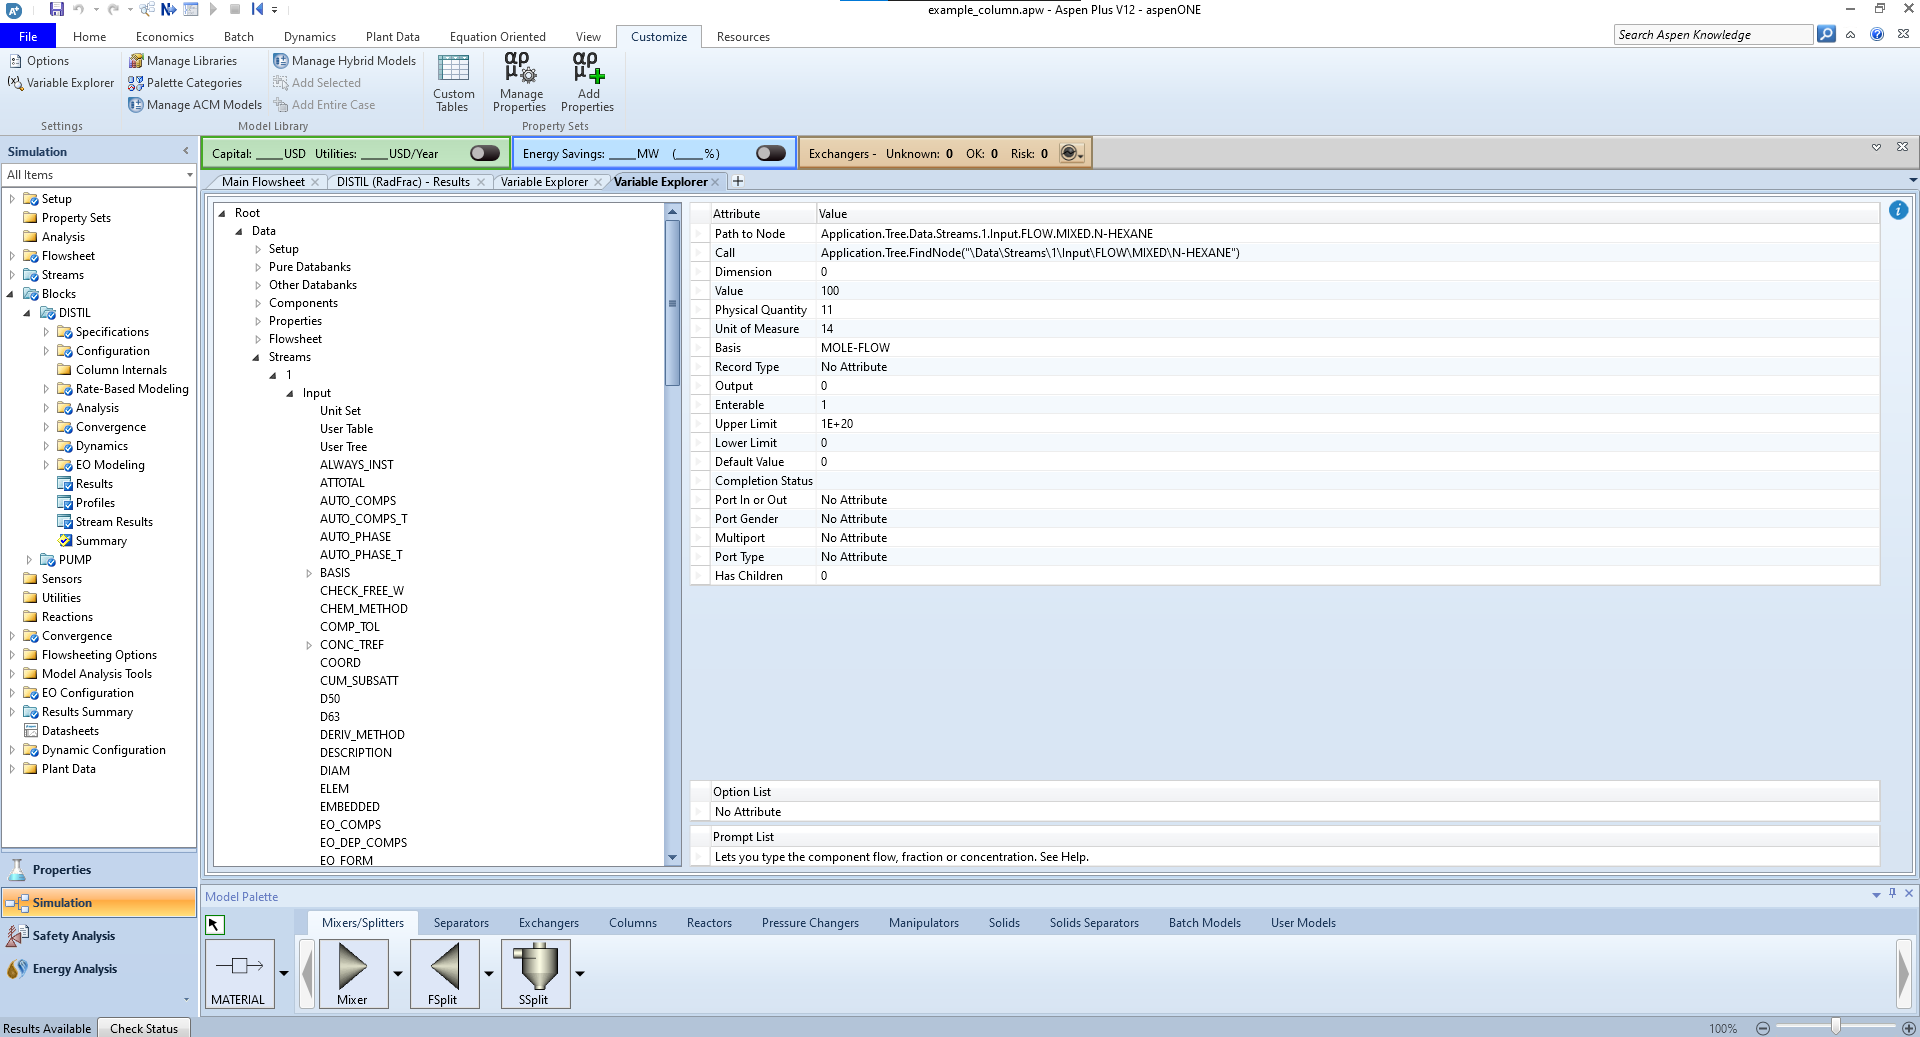 example_column.apw - Aspen Plus V12 - aspenONE
File Home Economics Batch Dynamics Plant Data Equation Oriented View Customize Resources
Search Aspen Knowledge
Options
Variable Explorer
Settings
Manage Libraries
Palette Categories
Manage ACM Models
Manage Hybrid Models
Add Selected
Add Entire Case
Model Library
Custom Tables
Manage Properties
Add Properties
Property Sets
Simulation
All Items
Capital: ____USD Utilities: ____USD/Year
Energy Savings: ____MW (____%)
Exchangers - Unknown: 0 OK: 0 Risk: 0
Main Flowsheet
DISTIL (RadFrac) - Results
Variable Explorer
Variable Explorer
Setup
Property Sets
Analysis
Flowsheet
Streams
Blocks
DISTIL
Specifications
Configuration
Column Internals
Rate-Based Modeling
Analysis
Convergence
Dynamics
EO Modeling
Results
Profiles
Stream Results
Summary
PUMP
Sensors
Utilities
Reactions
Convergence
Flowsheeting Options
Model Analysis Tools
EO Configuration
Results Summary
Datasheets
Dynamic Configuration
Plant Data
Properties
Simulation
Safety Analysis
Energy Analysis
Root
Data
Setup
Pure Databanks
Other Databanks
Components
Properties
Flowsheet
Streams
1
Input
Unit Set
User Table
User Tree
ALWAYS_INST
ATTOTAL
AUTO_COMPS
AUTO_COMPS_T
AUTO_PHASE
AUTO_PHASE_T
BASIS
CHECK_FREE_W
CHEM_METHOD
COMP_TOL
CONC_TREF
COORD
CUM_SUBSATT
D50
D63
DERIV_METHOD
DESCRIPTION
DIAM
ELEM
EMBEDDED
EO_COMPS
EO_DEP_COMPS
EO_FORM
Attribute Value
Path to Node Application.Tree.Data.Streams.1.Input.FLOW.MIXED.N-HEXANE
Call Application.Tree.FindNode("\Data\Streams\1\Input\FLOW\MIXED\N-HEXANE")
Dimension 0
Value 100
Physical Quantity 11
Unit of Measure 14
Basis MOLE-FLOW
Record Type No Attribute
Output 0
Enterable 1
Upper Limit 1E+20
Lower Limit 0
Default Value 0
Completion Status
Port In or Out No Attribute
Port Gender No Attribute
Multiport No Attribute
Port Type No Attribute
Has Children 0
Option List
No Attribute
Prompt List
Lets you type the component flow, fraction or concentration. See Help.
Model Palette
Mixers/Splitters Separators Exchangers Columns Reactors Pressure Changers Manipulators Solids Solids Separators Batch Models User Models
MATERIAL Mixer FSplit SSplit
Results Available Check Status 100%